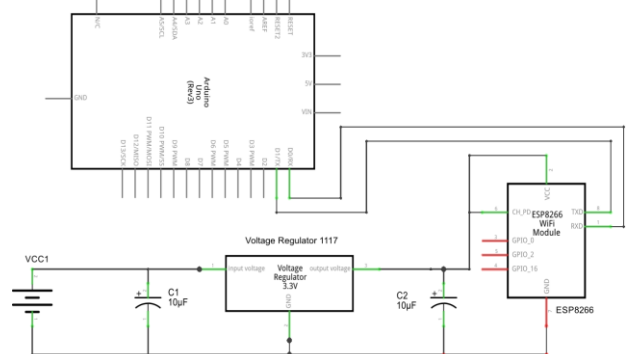 N/C
A5/SCL
A4/SDA
A3
A2
A1
A0
ioref
AREF
RESET2
RESET
3V3
5V
VIN
GND
Arduino
Uno
(Rev3)
D13/SCK
D12/MISO
D11 PWM/MOSI
D10 PWM/SS
D9 PWM
D8
D7
D6 PWM
D5 PWM
D4
D3 PWM
D2
D1/TX
D0/RX
VCC
CH_PD
ESP8266
WiFi
Module
TXD
RXD
GPIO_0
GPIO_2
GPIO_16
GND
ESP8266
Voltage Regulator 1117
VCC1
input voltage
Voltage
Regulator
3.3V
output voltage
GND
C1
10µF
C2
10µF